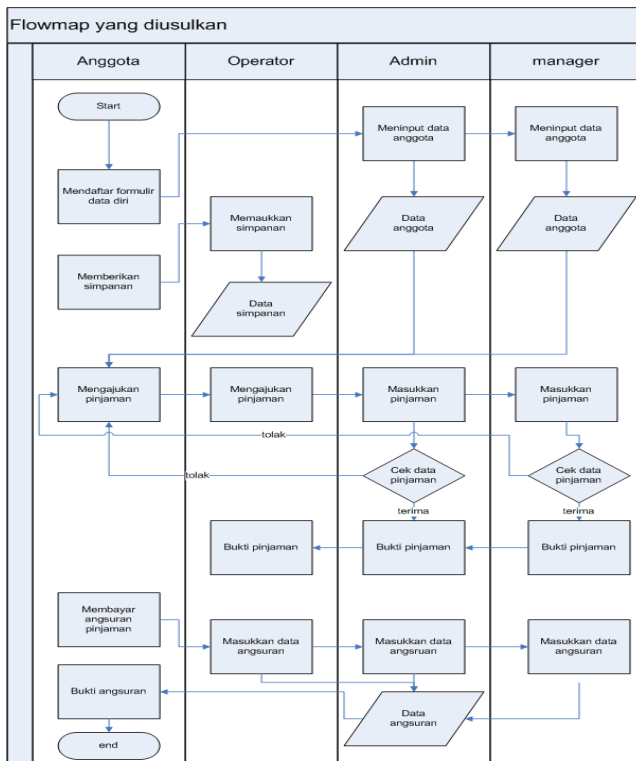 Flowmap yang diusulkan
Anggota
Operator
Admin
manager
Start
Meninput data
anggota
Meninput data
anggota
Mendaftar formulir
data diri
Memaukkan
simpanan
Data
anggota
Data
anggota
Memberikan
simpanan
Data
simpanan
Mengajukan
pinjaman
Mengajukan
pinjaman
Masukkan
pinjaman
Masukkan
pinjaman
tolak
tolak
Cek data
pinjaman
Cek data
pinjaman
terima
terima
Bukti pinjaman
Bukti pinjaman
Bukti pinjaman
Membayar
angsuran
pinjaman
Masukkan data
angsuran
Masukkan data
angsruan
Masukkan data
angsuran
Bukti angsuran
Data
angsuran
end